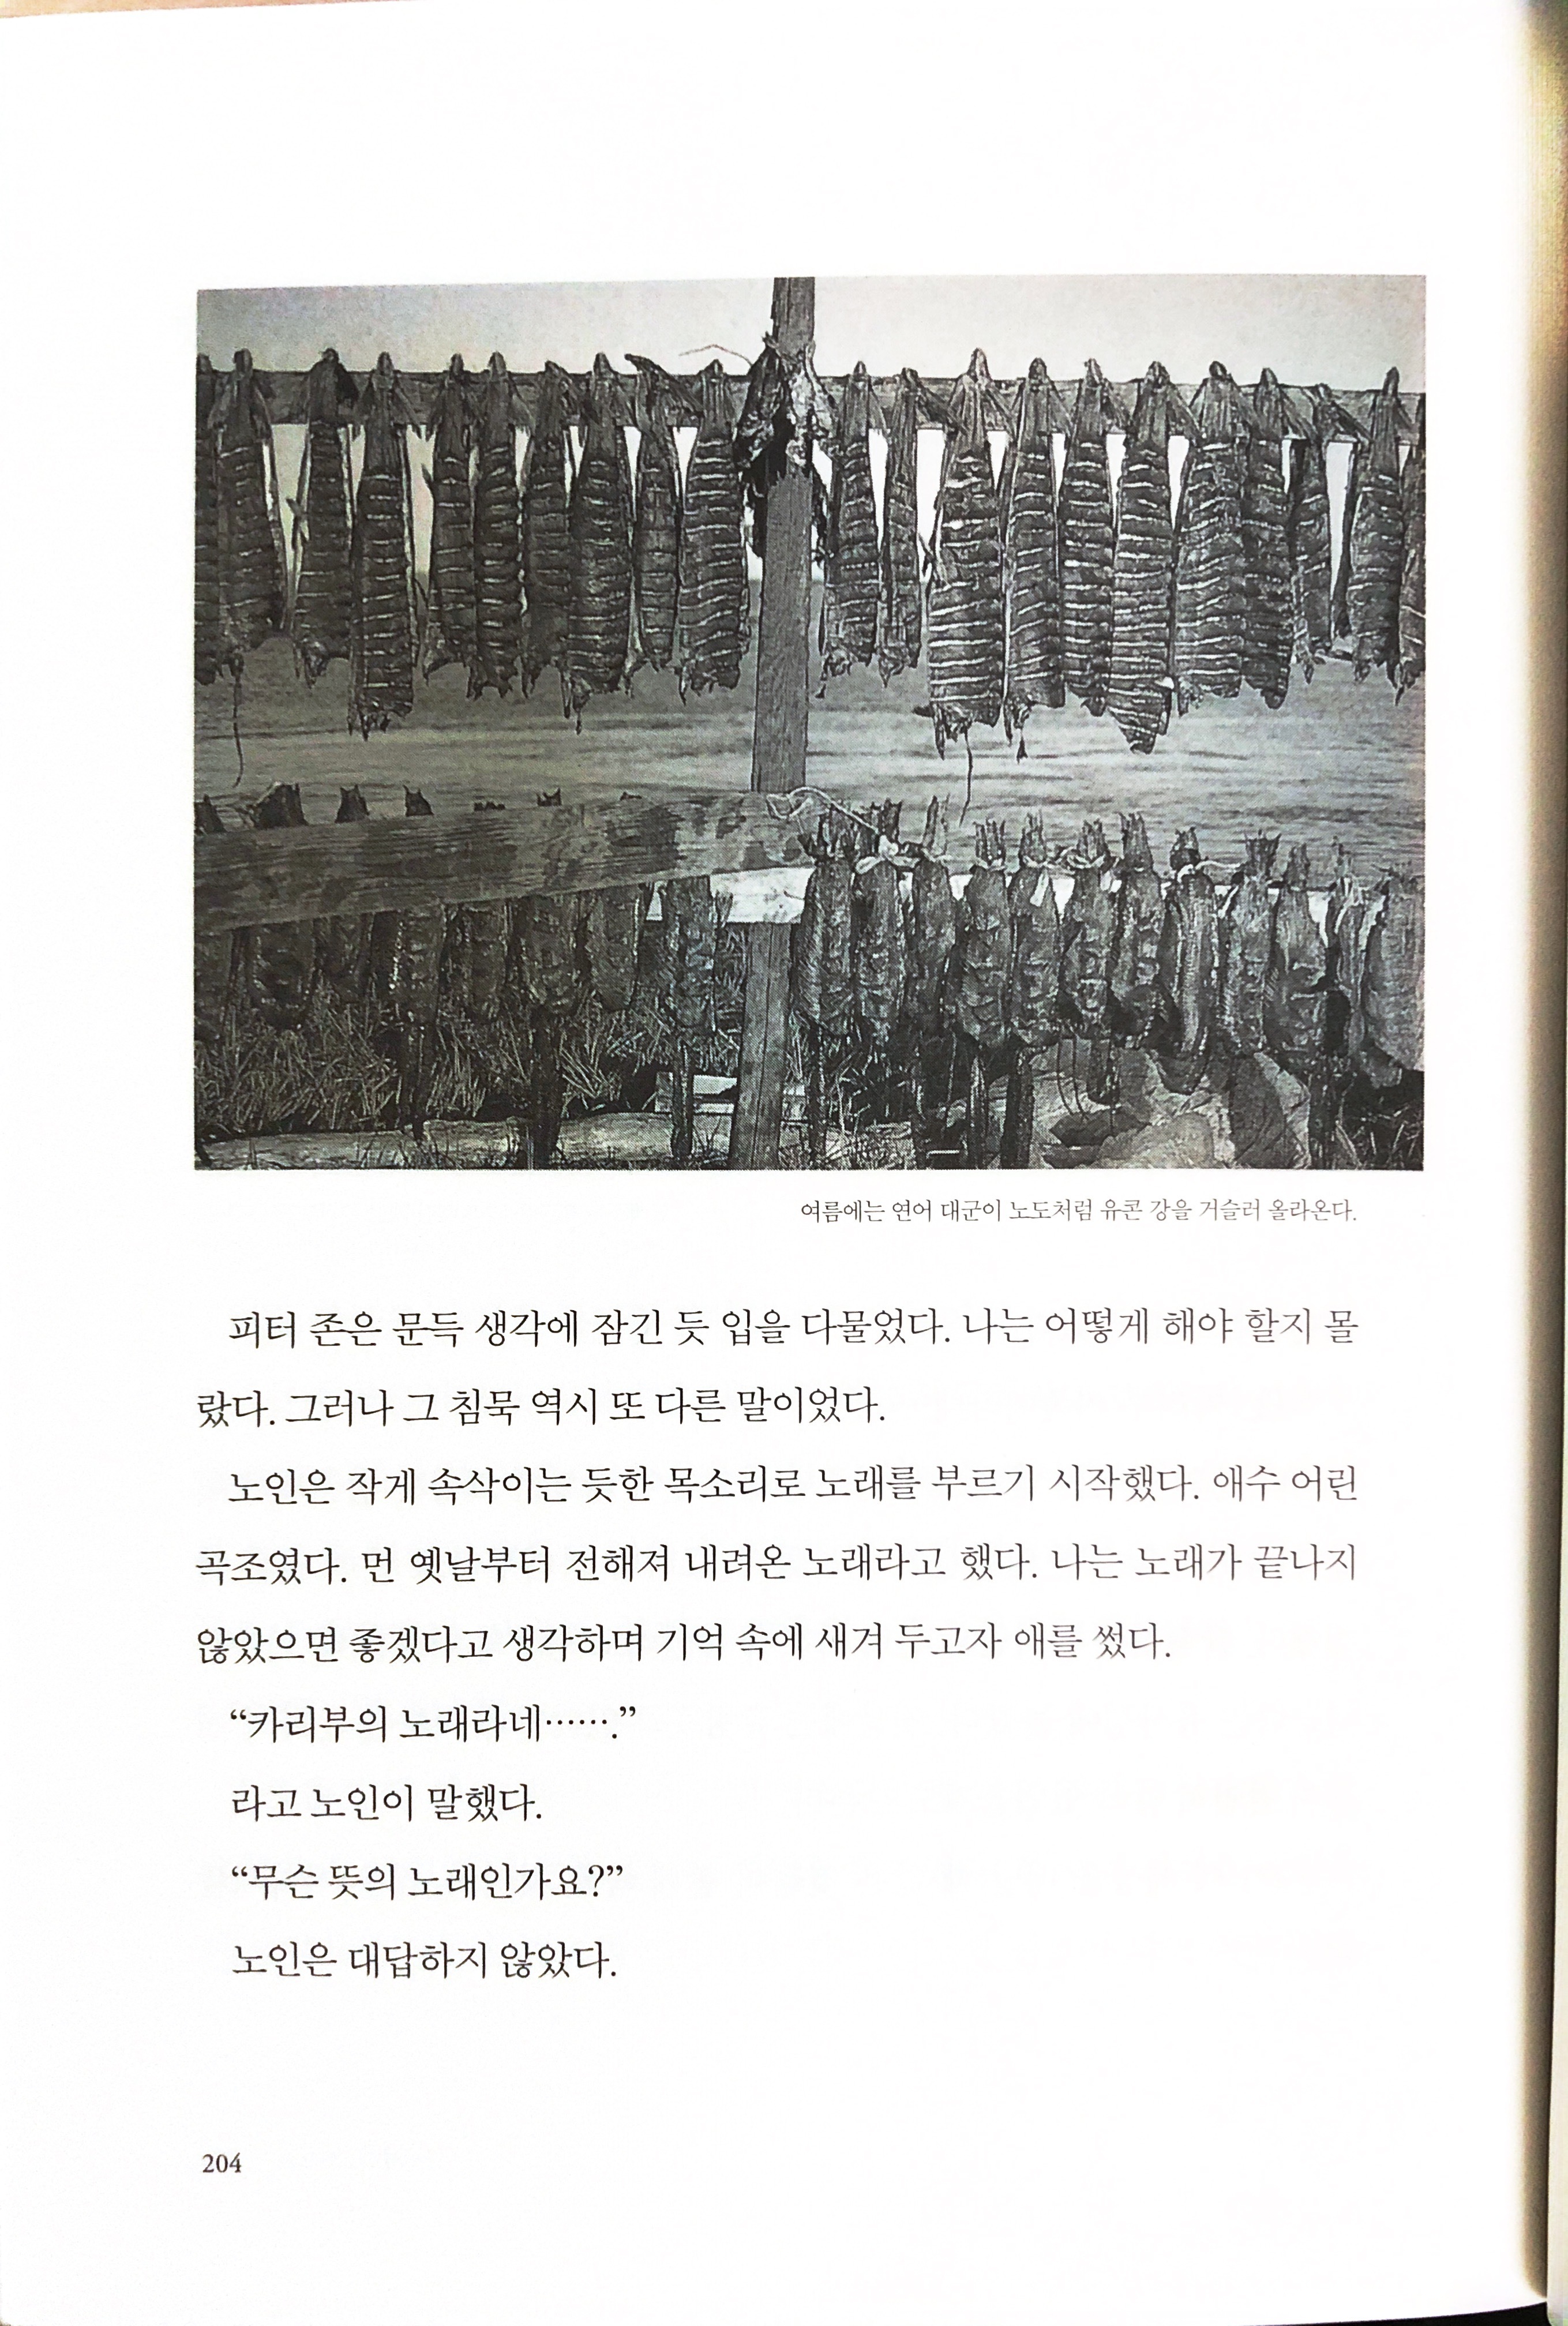 여름에는 연어 대군이 노도처럼 유콘 강을 거슬러 올라온다.
피터 존은 문득 생각에 잠긴 듯 입을 다물었다. 나는 어떻게 해야 할지 몰
랐다. 그러나 그 침묵 역시 또 다른 말이었다.
노인은 작게 속삭이는 듯한 목소리로 노래를 부르기 시작했다. 애수 어린
곡조였다. 먼 옛날부터 전해져 내려온 노래라고 했다. 나는 노래가 끝나지
않았으면 좋겠다고 생각하며 기억 속에 새겨 두고자 애를 썼다.
“카리부의 노래라네…….”
라고 노인이 말했다.
“무슨 뜻의 노래인가요?”
노인은 대답하지 않았다.
204